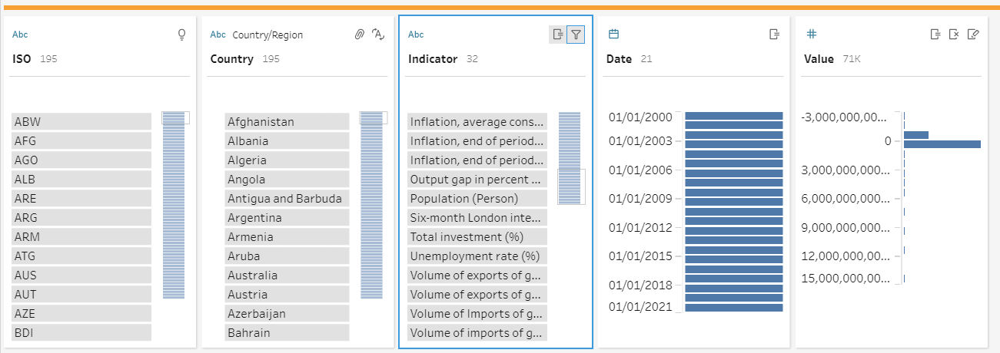 Abc
ISO 195
ABW
AFG
AGO
ALB
ARE
ARG
ARM
ATG
AUS
AUT
AZE
BDI
Abc Country/Region
Country 195
Afghanistan
Albania
Algeria
Angola
Antigua and Barbuda
Argentina
Armenia
Aruba
Australia
Austria
Azerbaijan
Bahrain
Abc
Indicator 32
Inflation, average cons...
Inflation, end of period...
Inflation, end of period...
Output gap in percent ...
Population (Person)
Six-month London inte...
Total investment (%)
Unemployment rate (%)
Volume of exports of g...
Volume of exports of g...
Volume of Imports of g...
Volume of imports of g...
Date 21
01/01/2000
01/01/2003
01/01/2006
01/01/2009
01/01/2012
01/01/2015
01/01/2018
01/01/2021
#
Value 71K
-3,000,000,00...
0
3,000,000,000...
6,000,000,000...
9,000,000,000...
12,000,000,00...
15,000,000,00...